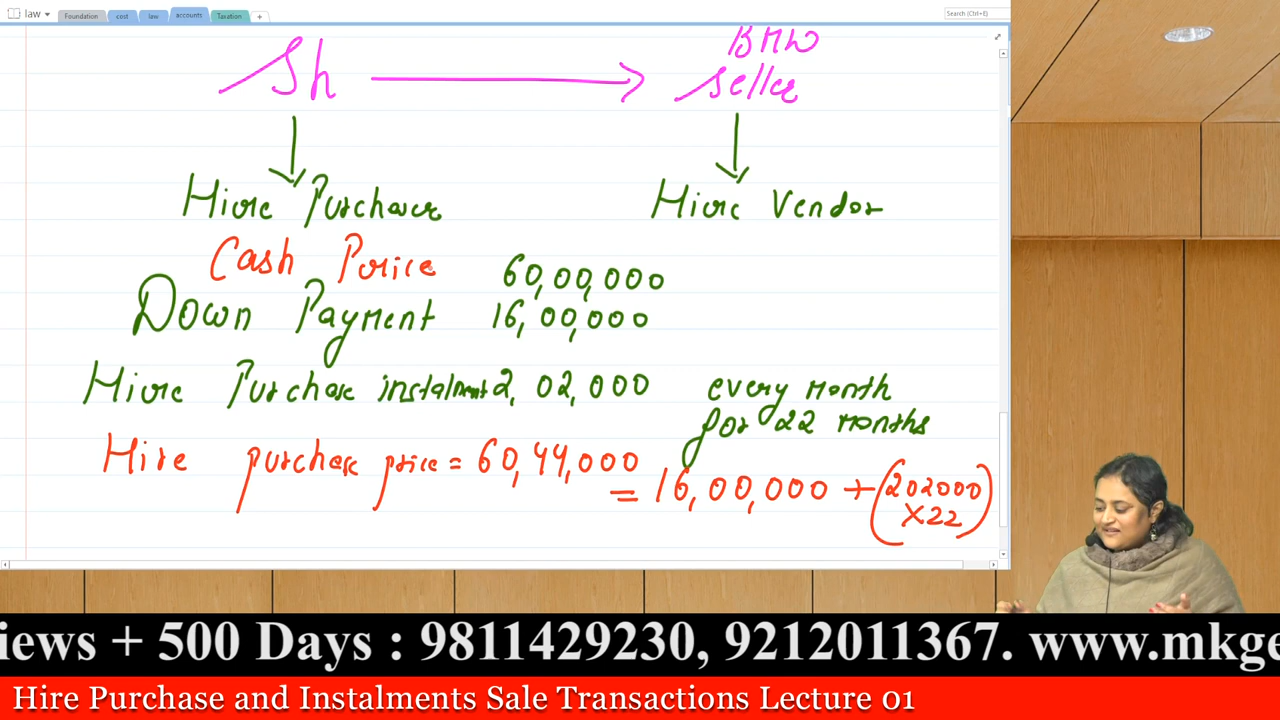 law
Foundation cost law accounts Taxation +
Search (Ctrl+E)
Sh
BMW
seller
Hire Purchaser
Hire Vendor
Cash Price 60,00,000
Down Payment 16,00,000
Hire Purchase instalment 2,02,000 every month
for 22 months
Hire purchase price = 60,44,000
= 16,00,000 + (202000
X22)
iews + 500 Days : 9811429230, 9212011367. www.mkge
Hire Purchase and Instalments Sale Transactions Lecture 01